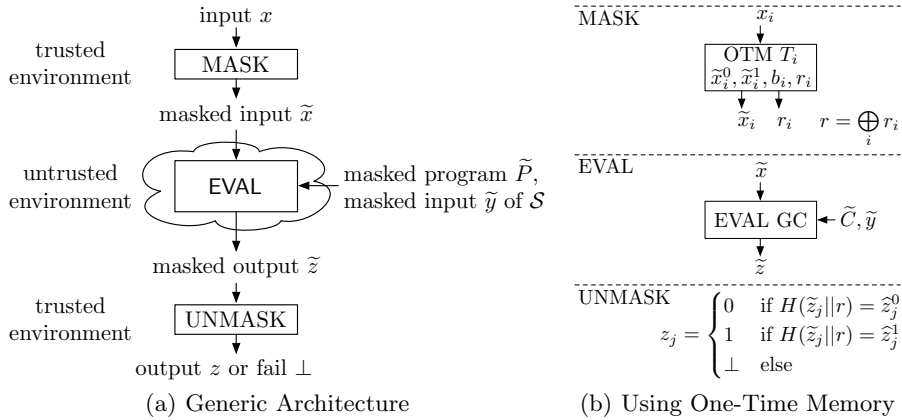 input x
trusted
environment
MASK
masked input x̃
untrusted
environment
EVAL
masked program P̃,
masked input ỹ of 𝒮
masked output z̃
trusted
environment
UNMASK
output z or fail ⊥
(a) Generic Architecture
MASK
x_i
OTM T_i
x̃_i^0, x̃_i^1, b_i, r_i
x̃_i r_i r = ⊕_i r_i
EVAL
x̃
EVAL GC
C̃, ỹ
z̃
UNMASK
z_j = { 0 if H(z̃_j||r) = ẑ_j^0
1 if H(z̃_j||r) = ẑ_j^1
⊥ else
(b) Using One-Time Memory